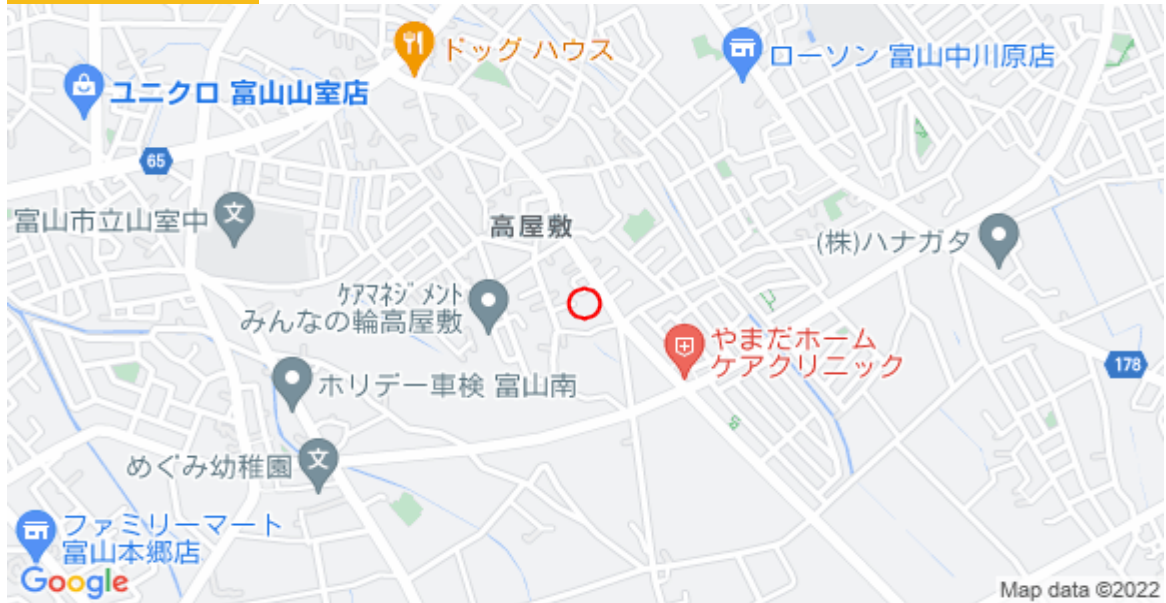 ドッグ ハウス
ローソン 富山中川原店
ユニクロ 富山山室店
65
富山市立山室中
高屋敷
(株)ハナガタ
ケアマネジメント
みんなの輪高屋敷
やまだホーム
ケアクリニック
178
ホリデー車検 富山南
めぐみ幼稚園
ファミリーマート
富山本郷店
Google
Map data ©2022